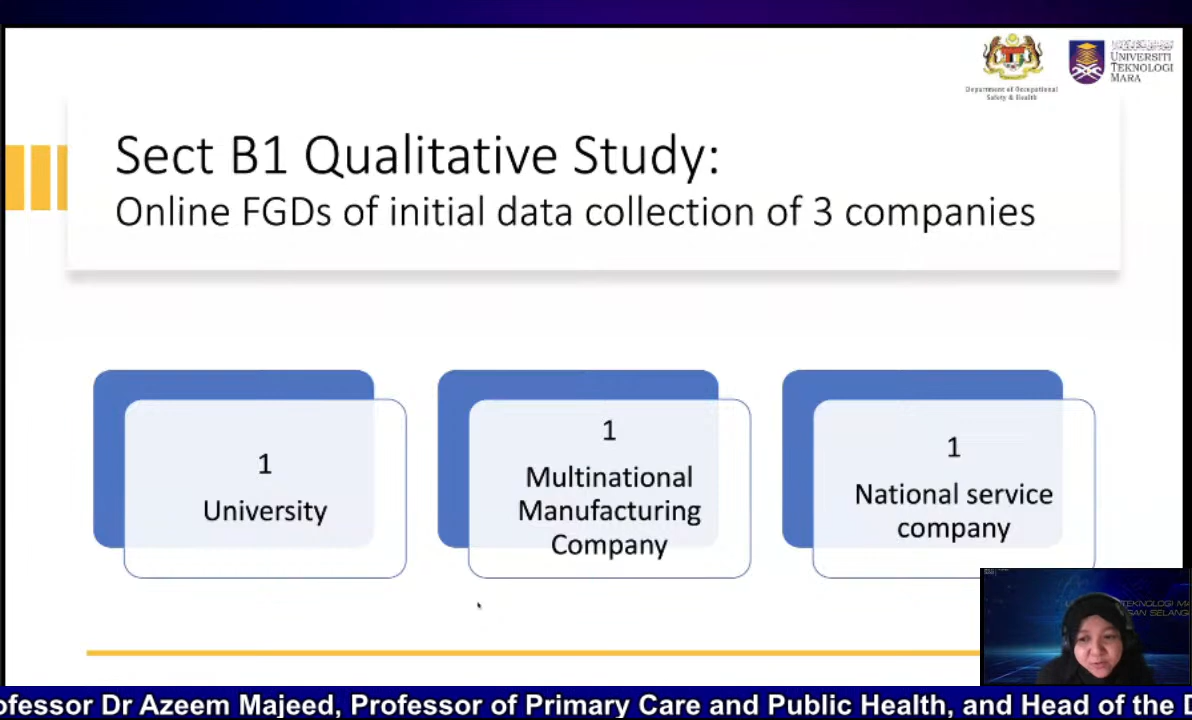 Department of Occupational
Safety & Health
UNIVERSITI
TEKNOLOGI
MARA
Sect B1 Qualitative Study:
Online FGDs of initial data collection of 3 companies
1
University
1
Multinational
Manufacturing
Company
1
National service
company
TEKNOLOGI MA
SAN SELANG
ofessor Dr Azeem Majeed, Professor of Primary Care and Public Health, and Head of the D